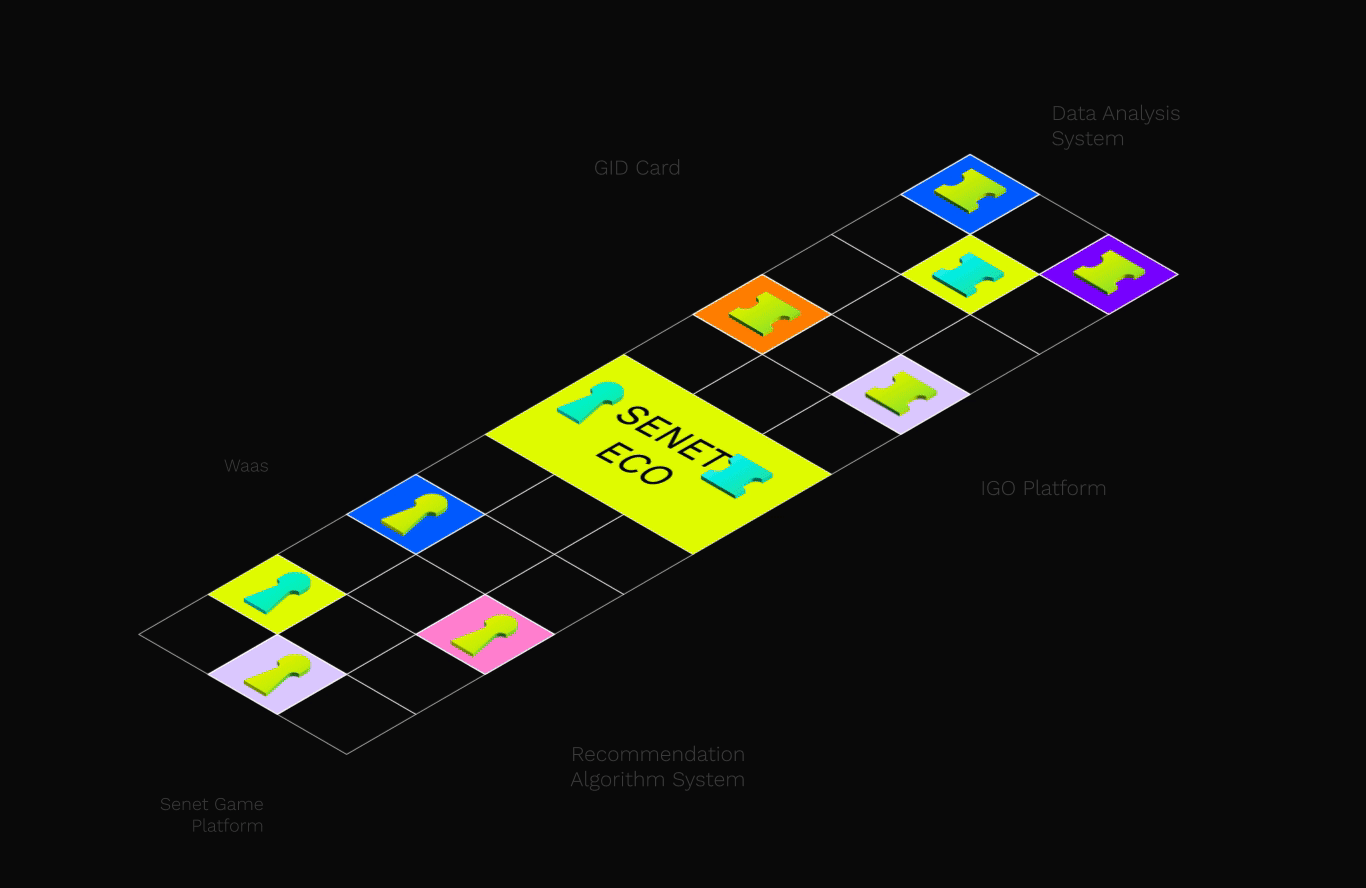 Data Analysis
System
GID Card
SENET
ECO
Waas
IGO Platform
Recommendation
Algorithm System
Senet Game
Platform